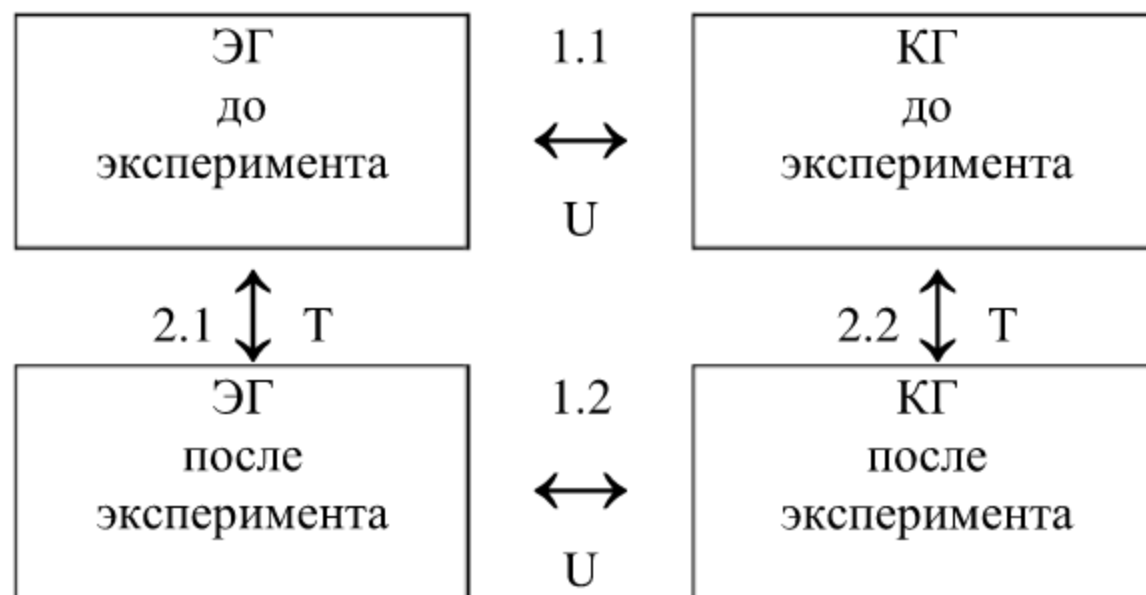 ЭГ
до
эксперимента
1.1
U
КГ
до
эксперимента
2.1
Т
2.2
Т
ЭГ
после
эксперимента
1.2
U
КГ
после
эксперимента